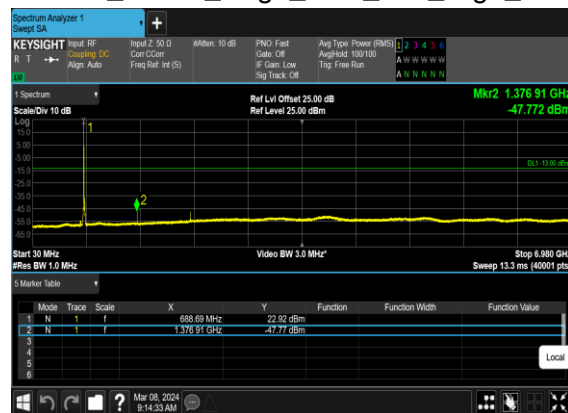 Spectrum Analyzer 1
Swept SA
+
KEYSIGHT Input: RF Input Z: 50 Ω #Atten: 10 dB PNO: Fast Avg Type: Power (RMS) 1 2 3 4 5 6
R T Coupling: DC Corr CCorr Gate: Off Avg|Hold: 100/100 A W W W W W
Align: Auto Freq Ref: Int (S) IF Gain: Low Trig: Free Run
Sig Track: Off A N N N N N
1 Spectrum Ref Lvl Offset 25.00 dB Mkr2 1.376 91 GHz
Scale/Div 10 dB Ref Level 25.00 dBm -47.772 dBm
Log
15.0 1
5.00
-5.00
-15.0 DL1 -13.00 dBm
-25.0
-35.0
-45.0 2
-55.0
-65.0
Start 30 MHz Video BW 3.0 MHz* Stop 6.980 GHz
#Res BW 1.0 MHz Sweep 13.3 ms (40001 pts)
5 Marker Table
Mode Trace Scale X Y Function Function Width Function Value
1 N 1 f 688.69 MHz 22.92 dBm
2 N 1 f 1.376 91 GHz -47.77 dBm
3
4
5
6
Local
? Mar 08, 2024
9:14:33 AM